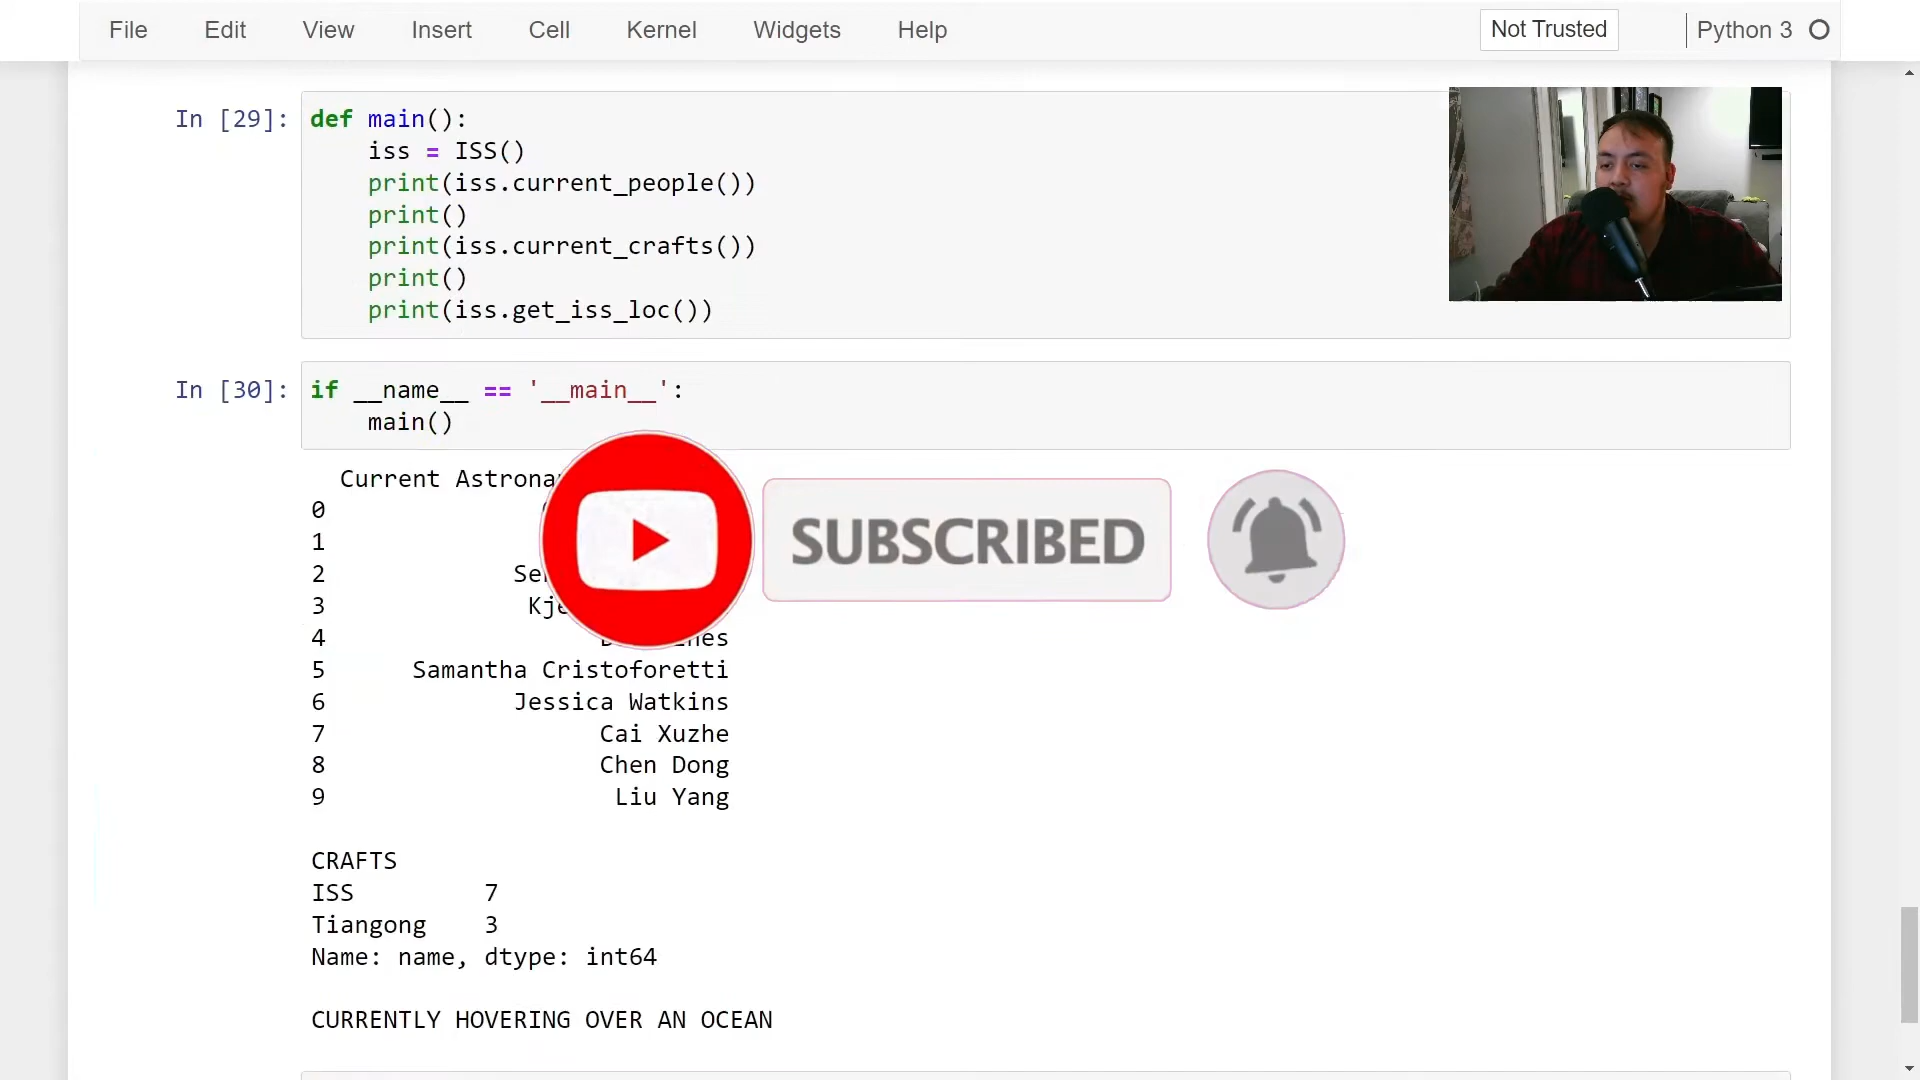 File Edit View Insert Cell Kernel Widgets Help Not Trusted Python 3
In [29]: def main():
iss = ISS()
print(iss.current_people())
print()
print(iss.current_crafts())
print()
print(iss.get_iss_loc())
In [30]: if __name__ == '__main__':
main()
Current
0
1
2
3
4
5 Samantha Cristoforetti
6 Jessica Watkins
7 Cai Xuzhe
8 Chen Dong
9 Liu Yang
SUBSCRIBED
CRAFTS
ISS 7
Tiangong 3
Name: name, dtype: int64
CURRENTLY HOVERING OVER AN OCEAN